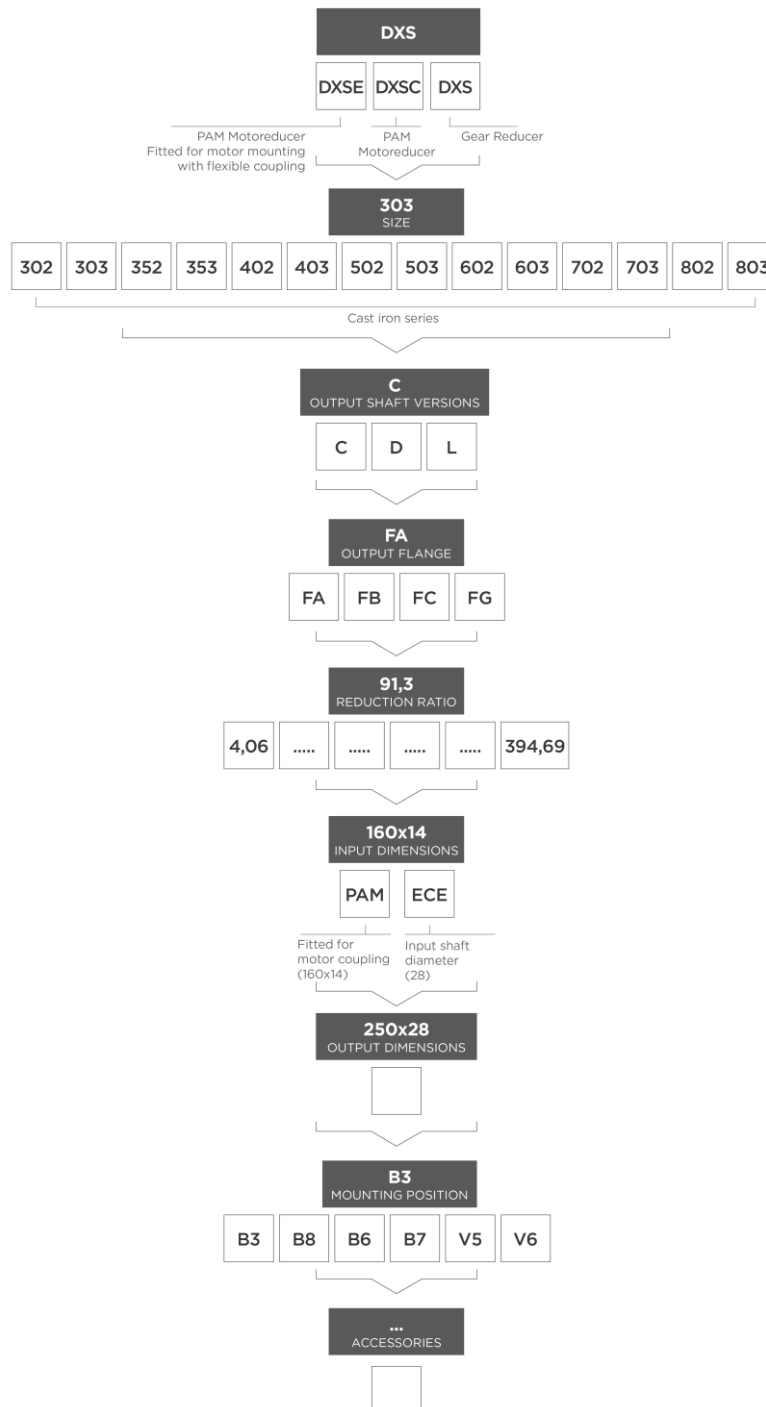 DXS
DXSE DXSC DXS
PAM Motoreducer
Fitted for motor mounting
with flexible coupling
PAM
Motoreducer
Gear Reducer
303
SIZE
302 303 352 353 402 403 502 503 602 603 702 703 802 803
Cast iron series
C
OUTPUT SHAFT VERSIONS
C D L
FA
OUTPUT FLANGE
FA FB FC FG
91,3
REDUCTION RATIO
4,06 ..... ..... ..... ..... 394,69
160x14
INPUT DIMENSIONS
PAM ECE
Fitted for
motor coupling
(160x14)
Input shaft
diameter
(28)
250x28
OUTPUT DIMENSIONS
B3
MOUNTING POSITION
B3 B8 B6 B7 V5 V6
...
ACCESSORIES